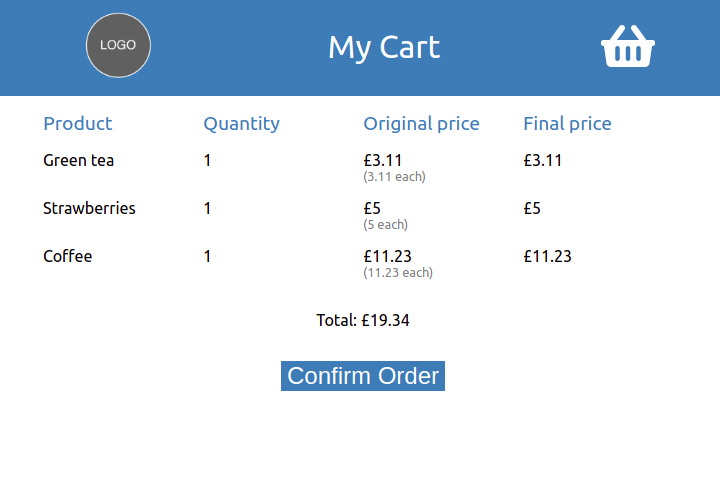 LOGO
My Cart
Product Quantity Original price Final price
Green tea 1 £3.11 £3.11
(3.11 each)
Strawberries 1 £5 £5
(5 each)
Coffee 1 £11.23 £11.23
(11.23 each)
Total: £19.34
Confirm Order